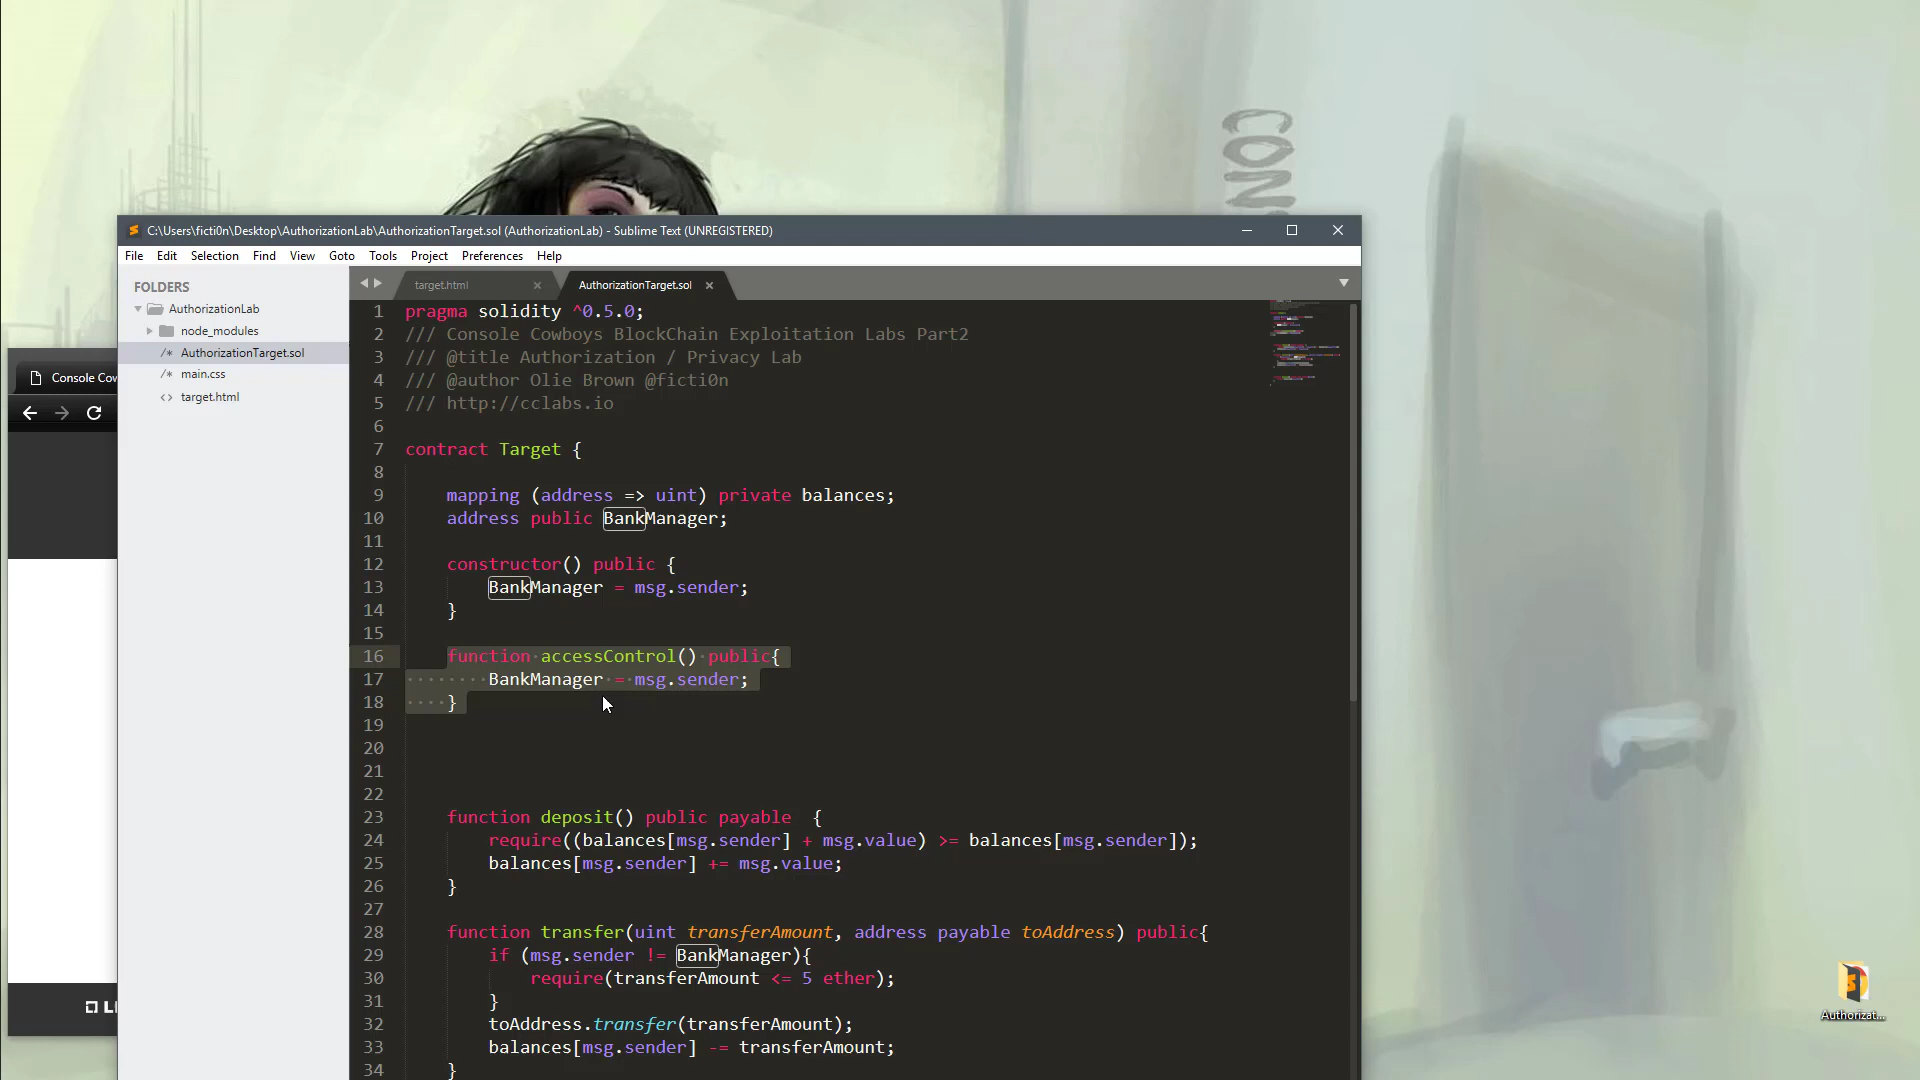 CONS
C:\Users\ficti0n\Desktop\AuthorizationLab\AuthorizationTarget.sol (AuthorizationLab) - Sublime Text (UNREGISTERED)
File Edit Selection Find View Goto Tools Project Preferences Help
FOLDERS
AuthorizationLab
node_modules
/* AuthorizationTarget.sol
/* main.css
<> target.html
Console Cow
target.html
AuthorizationTarget.sol
1 pragma solidity ^0.5.0;
2 /// Console Cowboys BlockChain Exploitation Labs Part2
3 /// @title Authorization / Privacy Lab
4 /// @author Olie Brown @ficti0n
5 /// http://cclabs.io
6
7 contract Target {
8
9 mapping (address => uint) private balances;
10 address public BankManager;
11
12 constructor() public {
13 BankManager = msg.sender;
14 }
15
16 function accessControl() public{
17 BankManager = msg.sender;
18 }
19
20
21
22
23 function deposit() public payable {
24 require((balances[msg.sender] + msg.value) >= balances[msg.sender]);
25 balances[msg.sender] += msg.value;
26 }
27
28 function transfer(uint transferAmount, address payable toAddress) public{
29 if (msg.sender != BankManager){
30 require(transferAmount <= 5 ether);
31 }
32 toAddress.transfer(transferAmount);
33 balances[msg.sender] -= transferAmount;
34 }
LI
Authorizat...